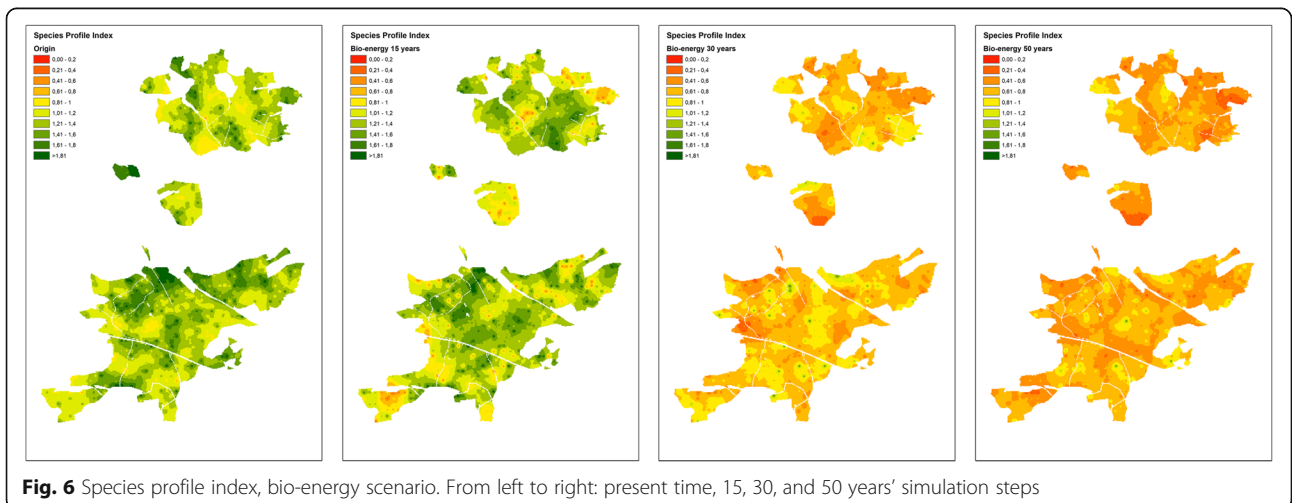 Species Profile Index
Origin
0,00 - 0,2
0,21 - 0,4
0,41 - 0,6
0,61 - 0,8
0,81 - 1
1,01 - 1,2
1,21 - 1,4
1,41 - 1,6
1,61 - 1,8
>1,81
Species Profile Index
Bio-energy 15 years
0,00 - 0,2
0,21 - 0,4
0,41 - 0,6
0,61 - 0,8
0,81 - 1
1,01 - 1,2
1,21 - 1,4
1,41 - 1,6
1,61 - 1,8
>1,81
Species Profile Index
Bio-energy 30 years
0,00 - 0,2
0,21 - 0,4
0,41 - 0,6
0,61 - 0,8
0,81 - 1
1,01 - 1,2
1,21 - 1,4
1,41 - 1,6
1,61 - 1,8
>1,81
Species Profile Index
Bio-energy 50 years
0,00 - 0,2
0,21 - 0,4
0,41 - 0,6
0,61 - 0,8
0,81 - 1
1,01 - 1,2
1,21 - 1,4
1,41 - 1,6
1,61 - 1,8
>1,81
Fig. 6 Species profile index, bio-energy scenario. From left to right: present time, 15, 30, and 50 years’ simulation steps